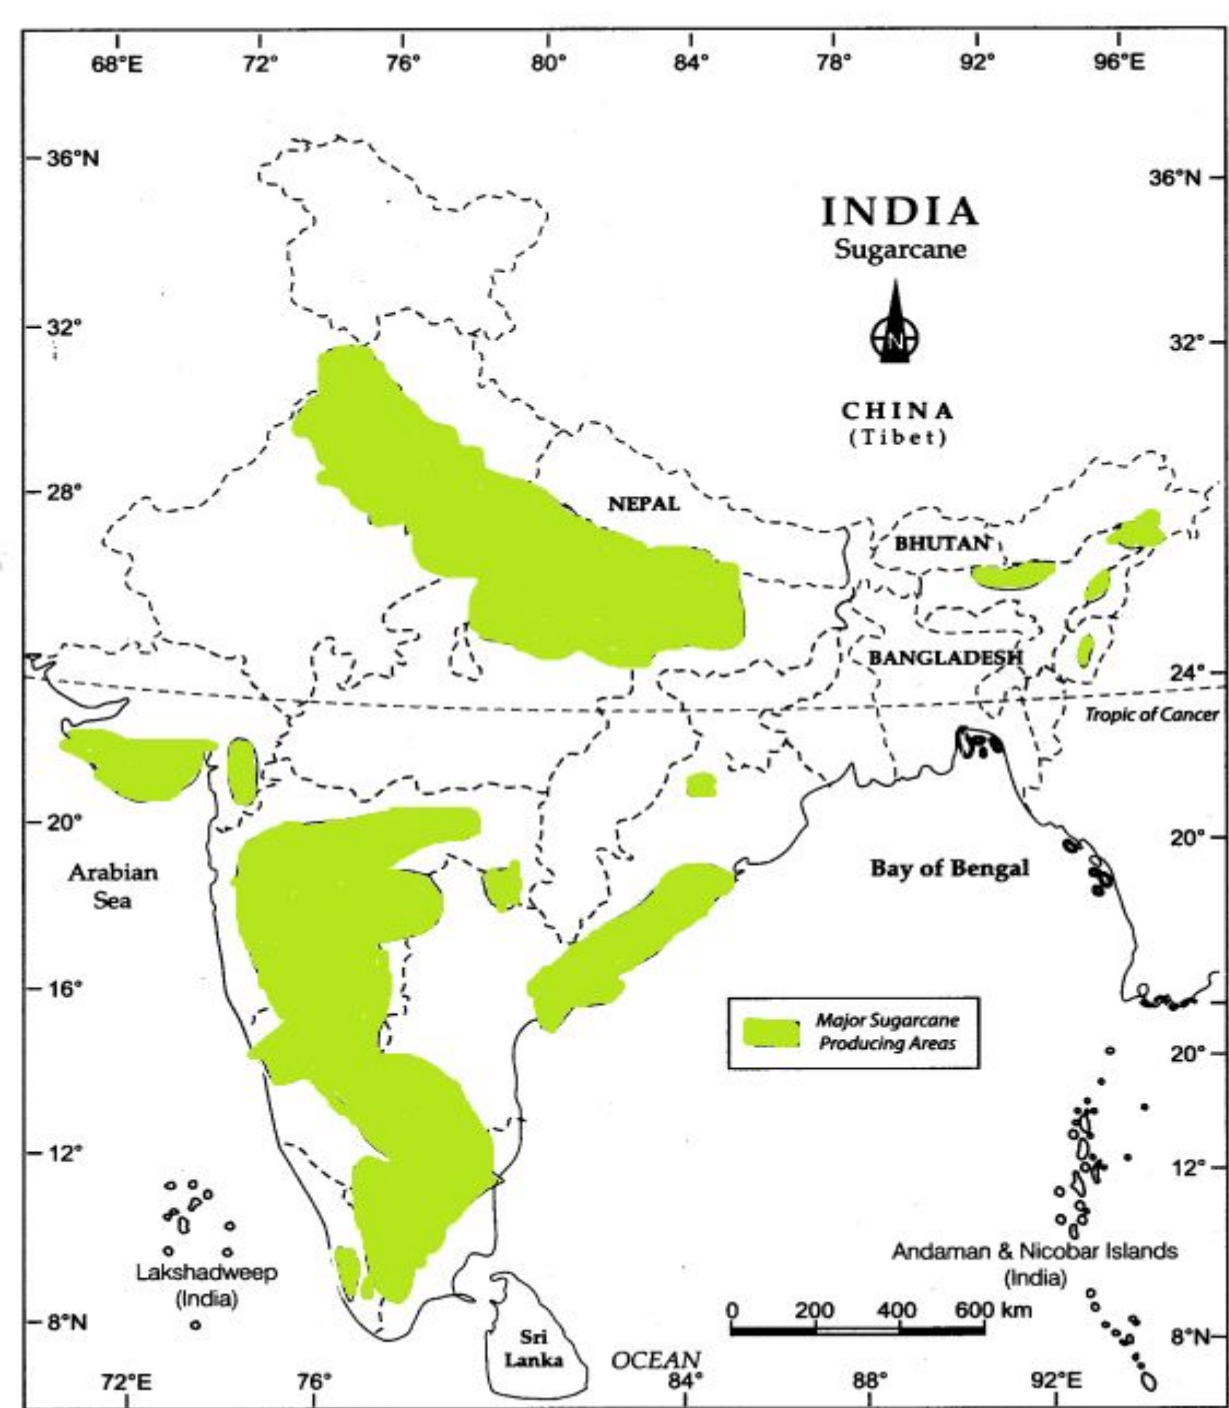 68°E 72° 76° 80° 84° 78° 92° 96°E
36°N
36°N
INDIA
Sugarcane
N
32°
32°
CHINA
(Tibet)
28°
NEPAL
BHUTAN
BANGLADESH
24°
Tropic of Cancer
20°
20°
Arabian
Sea
Bay of Bengal
16°
Major Sugarcane
Producing Areas
20°
12°
12°
Lakshadweep
(India)
Andaman & Nicobar Islands
(India)
0 200 400 600 km
8°N
8°N
Sri
Lanka
OCEAN
72°E 76° 84° 88° 92°E